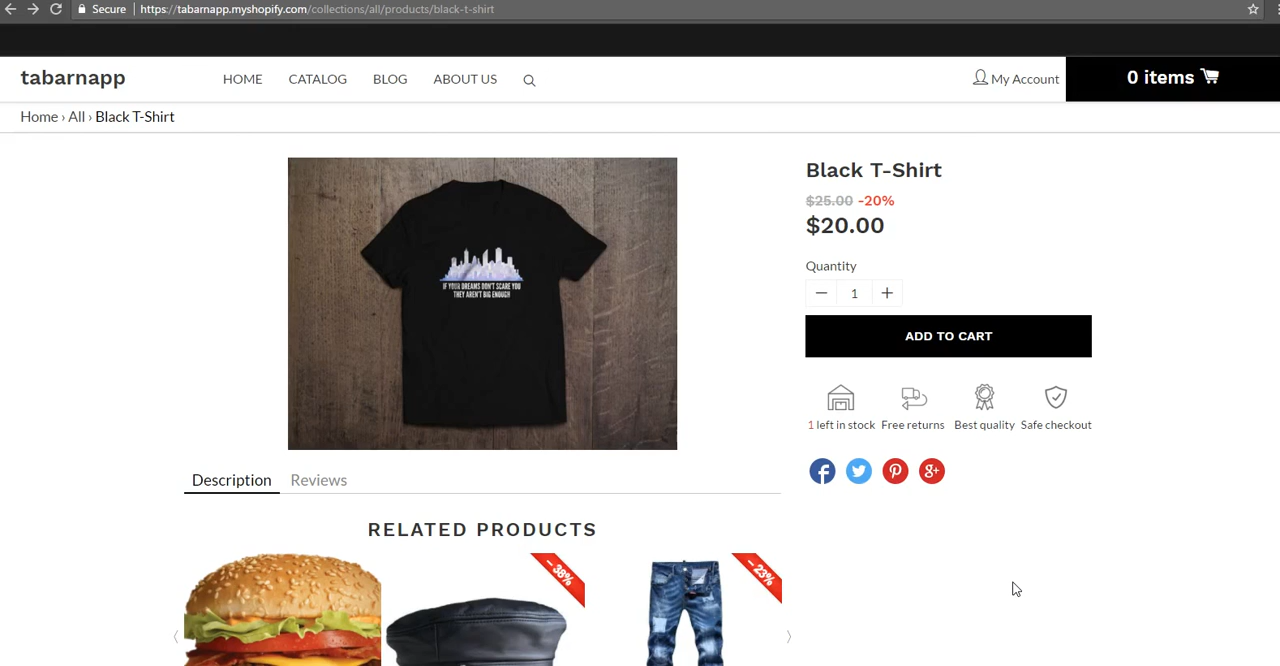 Secure https://tabarnapp.myshopify.com/collections/all/products/black-t-shirt
tabarnapp HOME CATALOG BLOG ABOUT US My Account 0 items
Home › All › Black T-Shirt
Black T-Shirt
$25.00 -20%
$20.00
Quantity
− 1 +
ADD TO CART
1 left in stock Free returns Best quality Safe checkout
IF YOUR DREAMS DON'T SCARE YOU
THEY AREN'T BIG ENOUGH
Description Reviews
RELATED PRODUCTS
- 38% - 23%